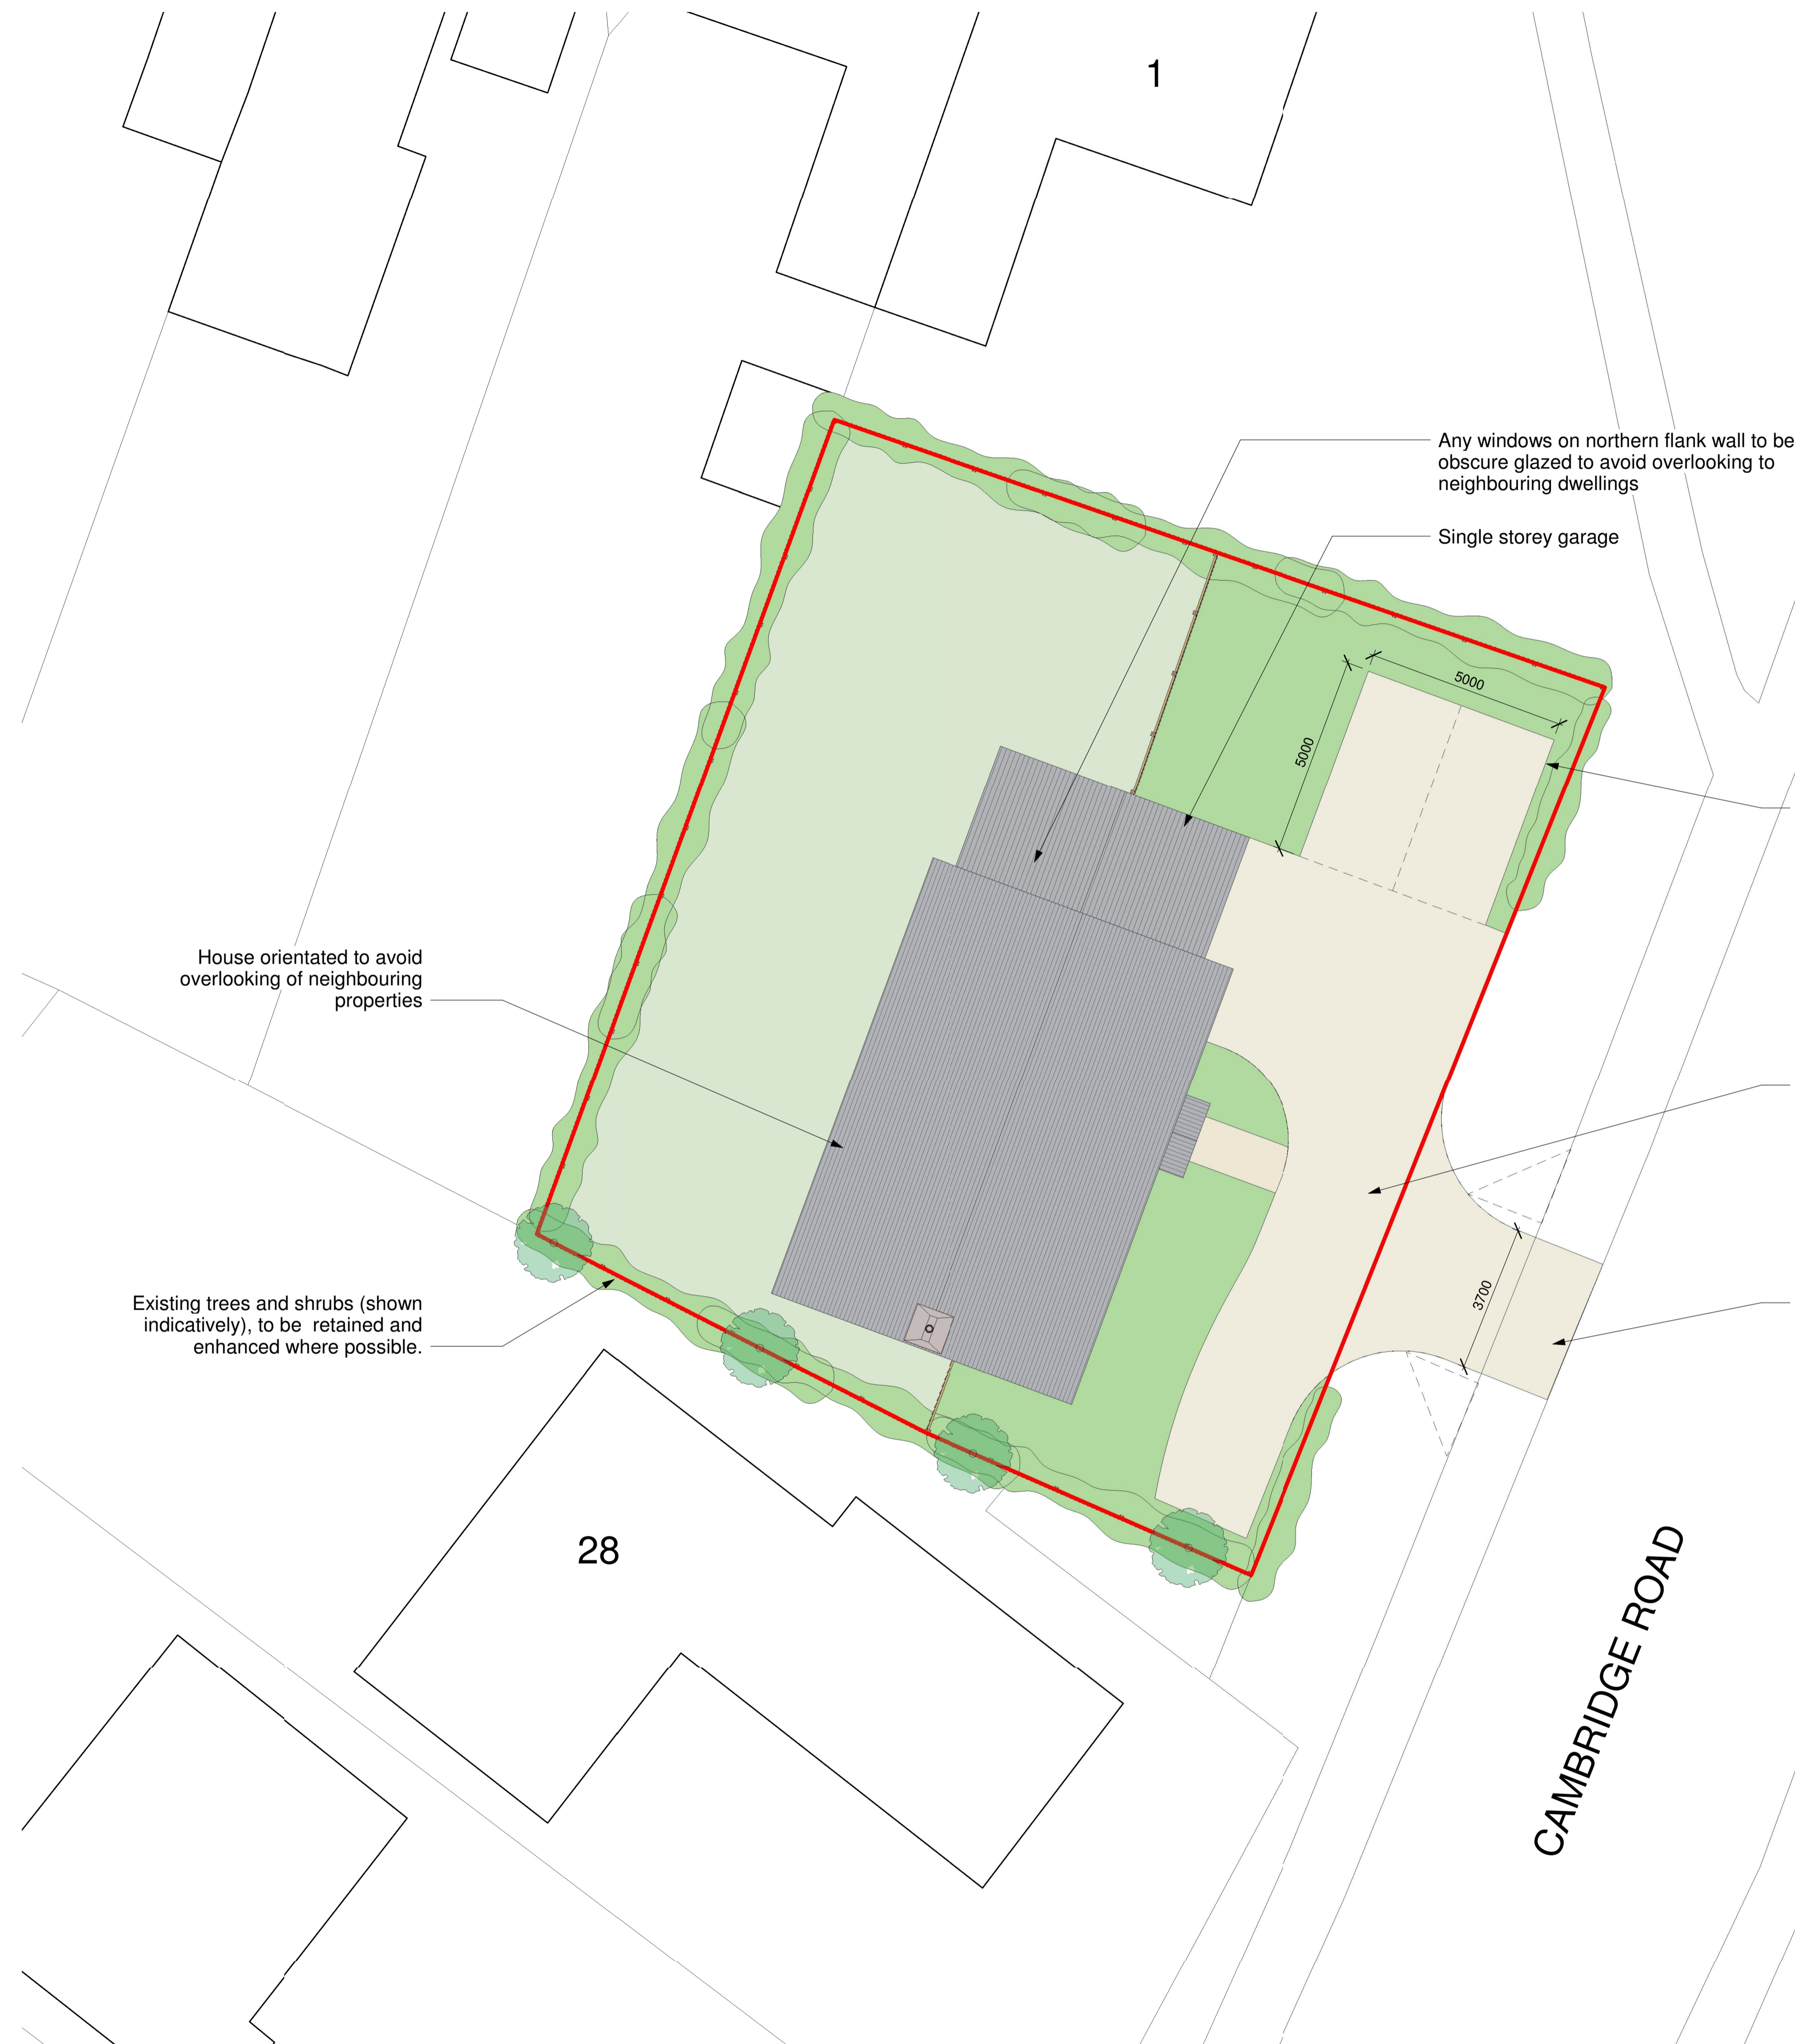 1
Any windows on northern flank wall to be
obscure glazed to avoid overlooking to
neighbouring dwellings
Single storey garage
5000
5000
House orientated to avoid
overlooking of neighbouring
properties
3700
Existing trees and shrubs (shown
indicatively), to be retained and
enhanced where possible.
28
CAMBRIDGE ROAD